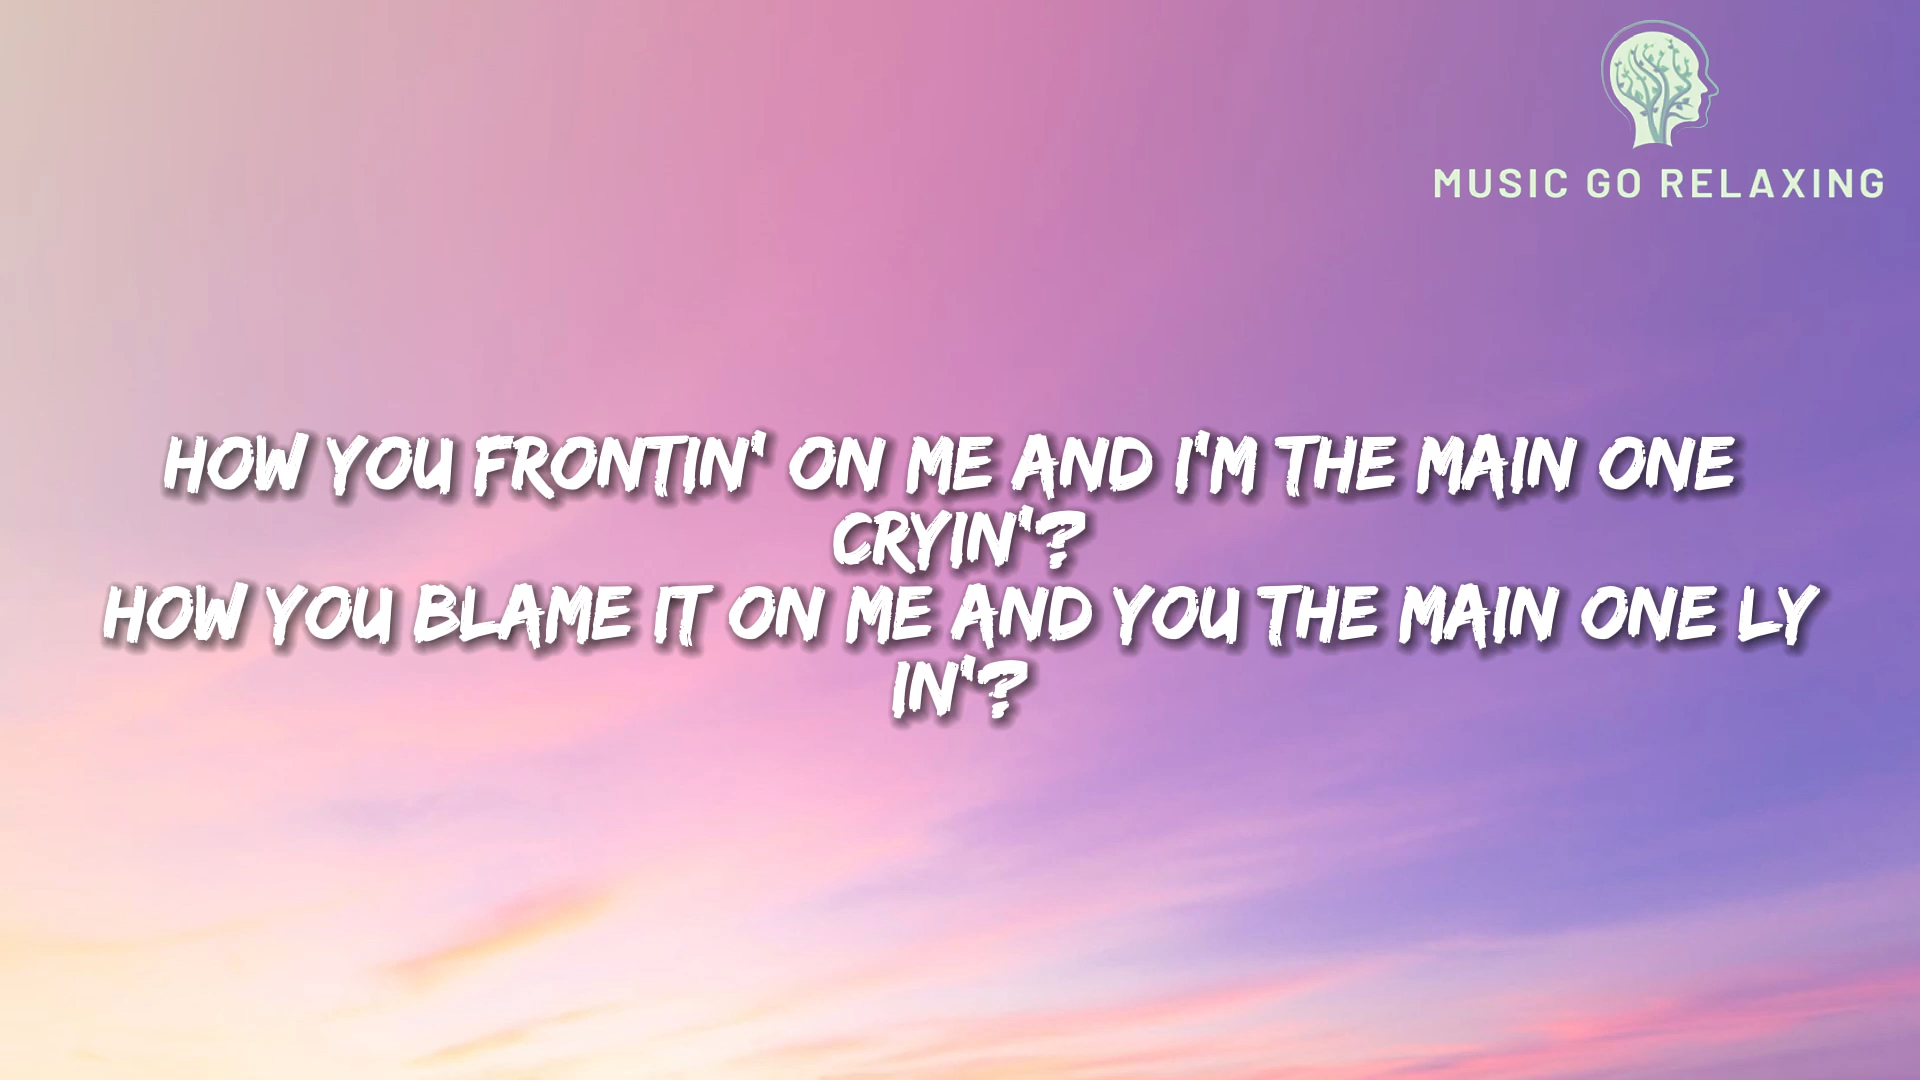 MUSIC GO RELAXING
HOW YOU FRONTIN' ON ME AND I'M THE MAIN ONE
CRYIN'?
HOW YOU BLAME IT ON ME AND YOU THE MAIN ONE LY
IN'?